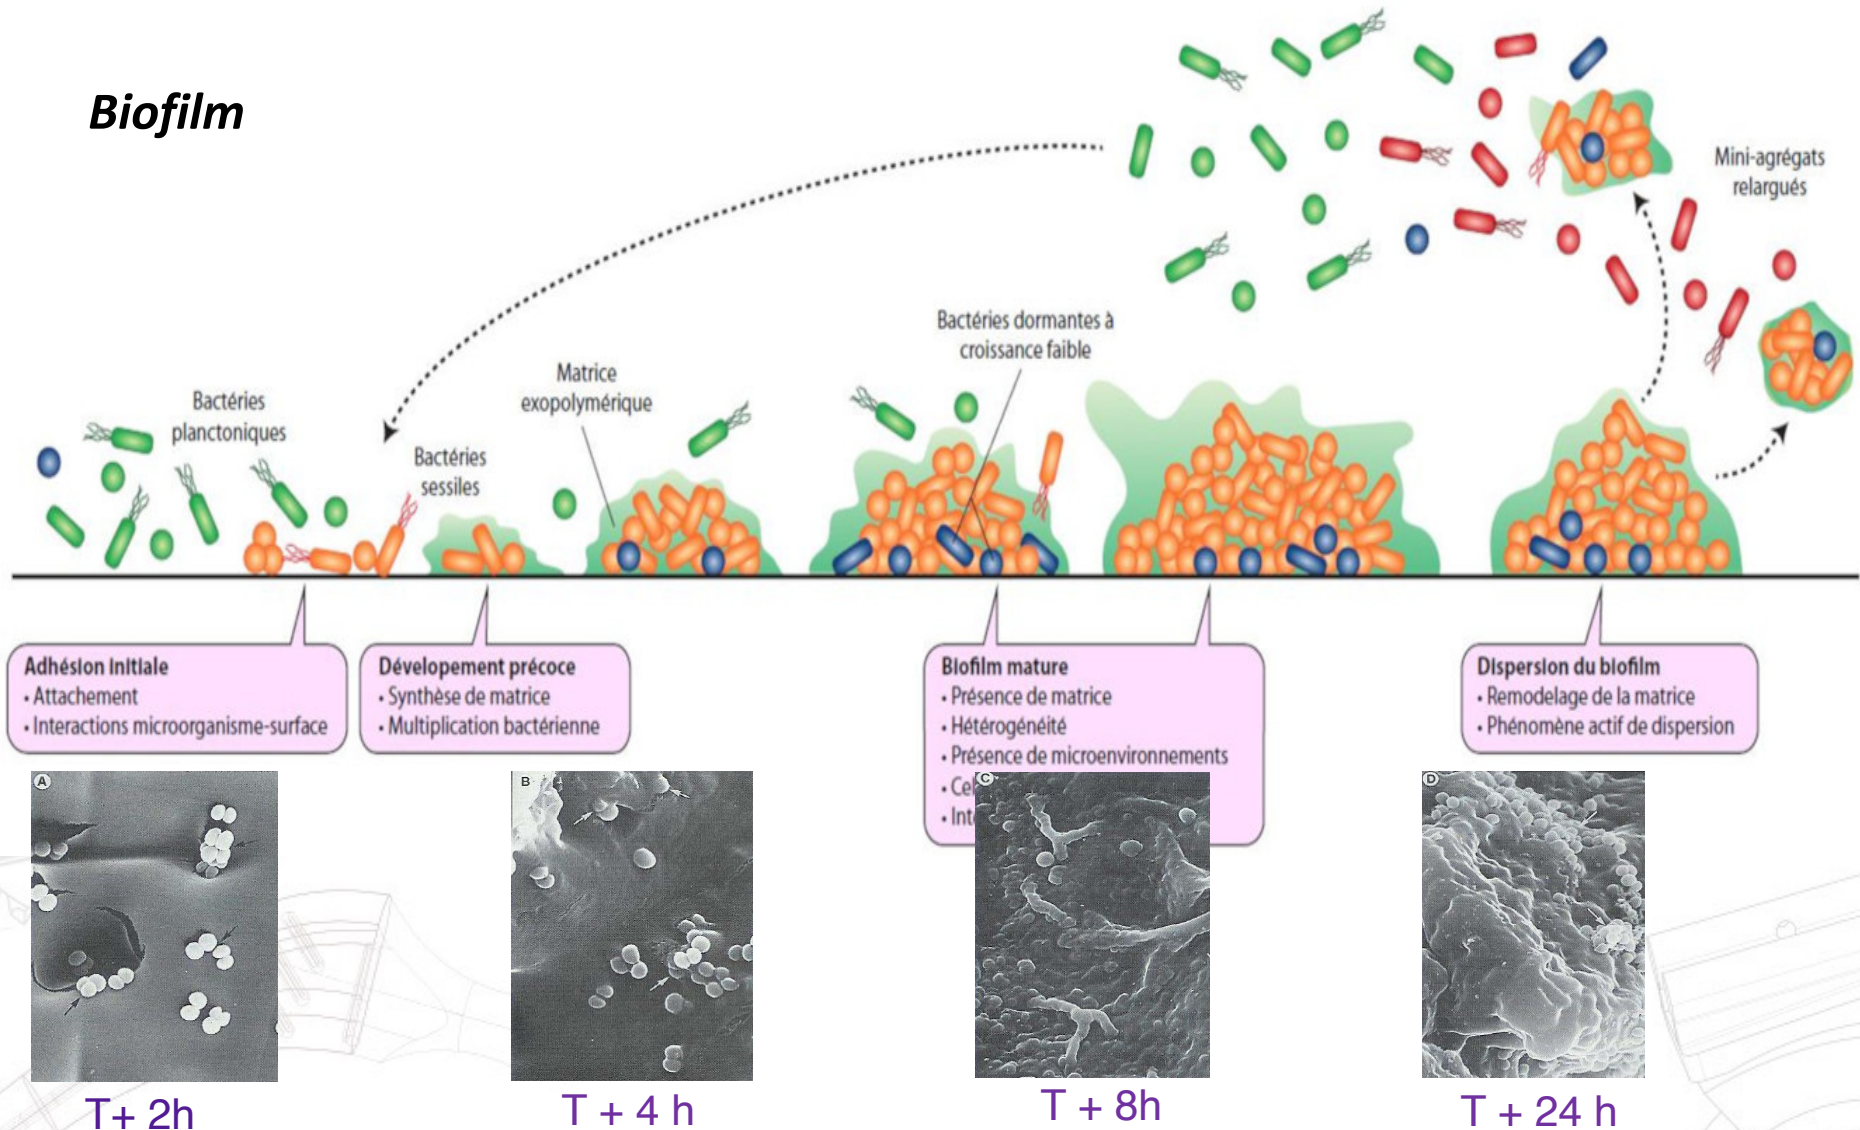 Biofilm
Mini-agrégats
relargués
Bactéries dormantes à
croissance faible
Matrice
exopolymérique
Bactéries
planctoniques
Bactéries
sessiles
Adhésion initiale
• Attachement
• Interactions microorganisme-surface
Dévelopement précoce
• Synthèse de matrice
• Multiplication bactérienne
Biofilm mature
• Présence de matrice
• Hétérogénéité
• Présence de microenvironnements
• Cel
• Int
Dispersion du biofilm
• Remodelage de la matrice
• Phénomène actif de dispersion
A
B
C
D
T+ 2h
T + 4 h
T + 8h
T + 24 h